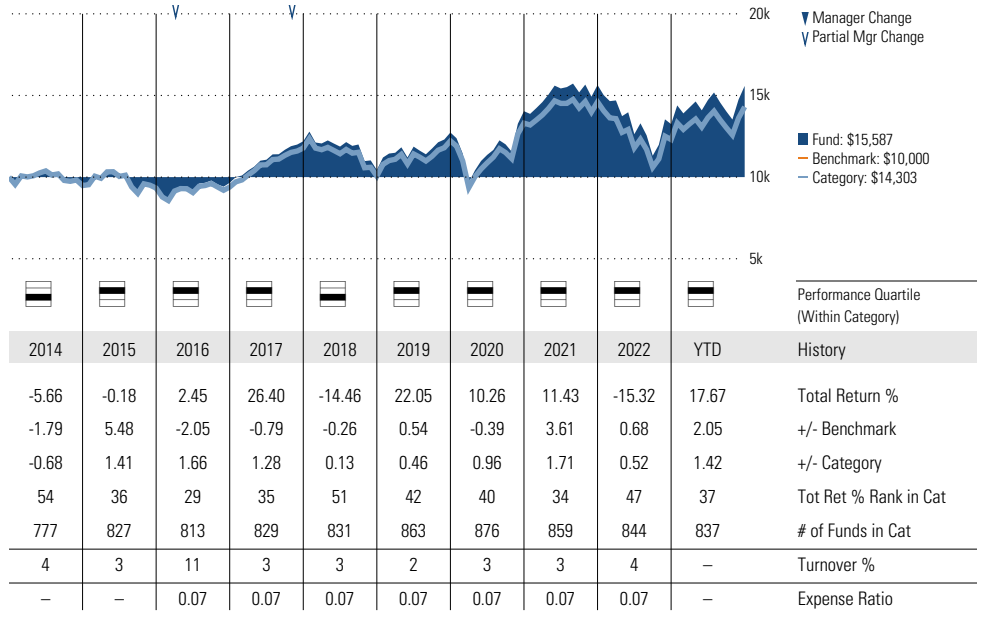 20k
Manager Change
Partial Mgr Change
15k
Fund: $15,587
Benchmark: $10,000
10k
Category: $14,303
5k
Performance Quartile
(Within Category)
2014 2015 2016 2017 2018 2019 2020 2021 2022 YTD History
-5.66 -0.18 2.45 26.40 -14.46 22.05 10.26 11.43 -15.32 17.67 Total Return %
-1.79 5.48 -2.05 -0.79 -0.26 0.54 -0.39 3.61 0.68 2.05 +/- Benchmark
-0.68 1.41 1.66 1.28 0.13 0.46 0.96 1.71 0.52 1.42 +/- Category
54 36 29 35 51 42 40 34 47 37 Tot Ret % Rank in Cat
777 827 813 829 831 863 876 859 844 837 # of Funds in Cat
4 3 11 3 3 2 3 3 4 – Turnover %
– – 0.07 0.07 0.07 0.07 0.07 0.07 0.07 – Expense Ratio